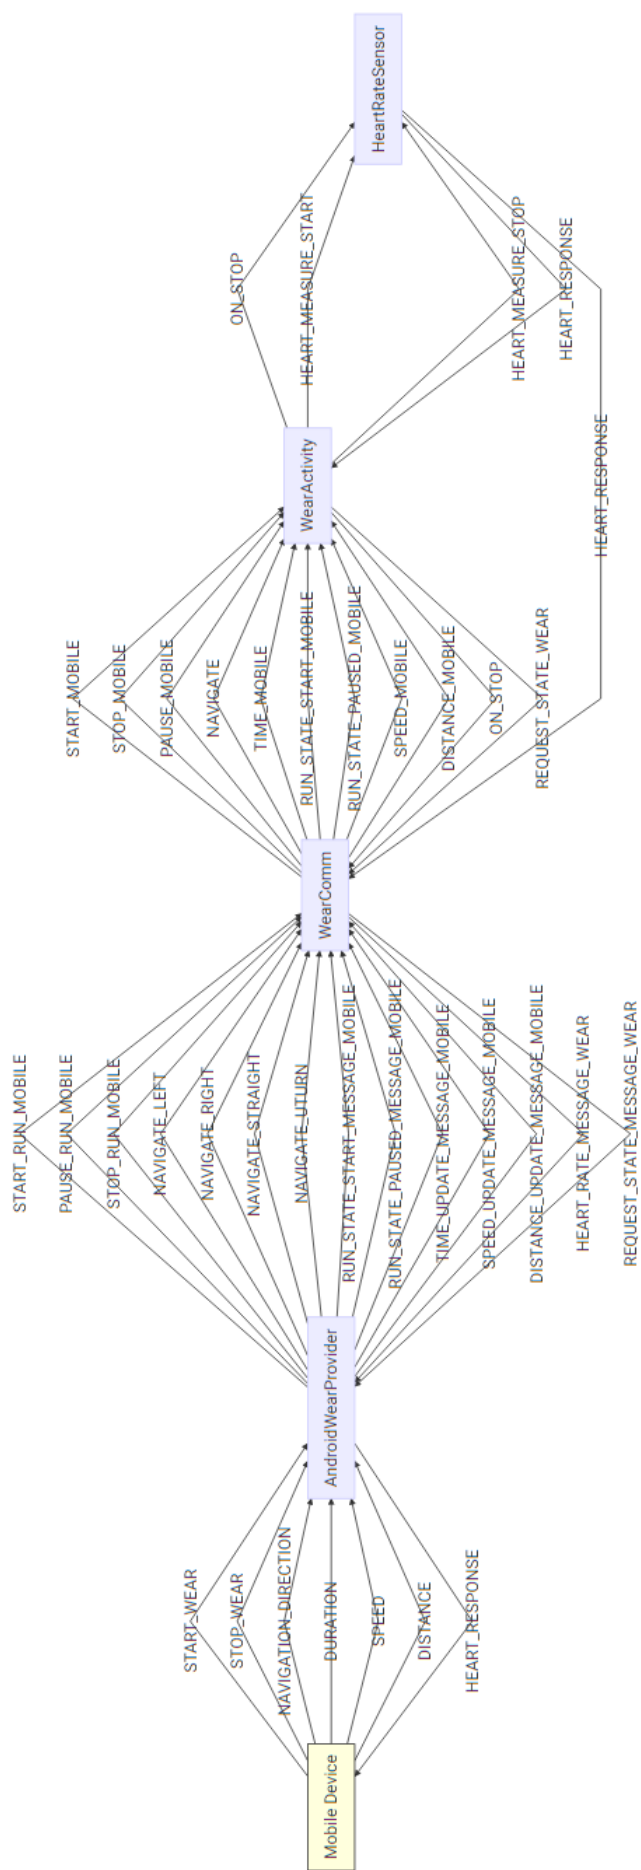 Mobile Device
START_WEAR
STOP_WEAR
NAVIGATION_DIRECTION
DURATION
SPEED
DISTANCE
HEART_RESPONSE
AndroidWearProvider
START_RUN_MOBILE
PAUSE_RUN_MOBILE
STOP_RUN_MOBILE
NAVIGATE_LEFT
NAVIGATE_RIGHT
NAVIGATE_STRAIGHT
NAVIGATE_UTURN
RUN_STATE_START_MESSAGE_MOBILE
RUN_STATE_PAUSED_MESSAGE_MOBILE
TIME_UPDATE_MESSAGE_MOBILE
SPEED_UPDATE_MESSAGE_MOBILE
DISTANCE_UPDATE_MESSAGE_MOBILE
HEART_RATE_MESSAGE_WEAR
REQUEST_STATE_MESSAGE_WEAR
WearComm
START_MOBILE
STOP_MOBILE
PAUSE_MOBILE
NAVIGATE
TIME_MOBILE
RUN_STATE_START_MOBILE
RUN_STATE_PAUSED_MOBILE
SPEED_MOBILE
DISTANCE_MOBILE
ON_STOP
REQUEST_STATE_WEAR
HEART_RESPONSE
WearActivity
ON_STOP
HEART_MEASURE_START
HEART_MEASURE_STOP
HEART_RESPONSE
HeartRateSensor